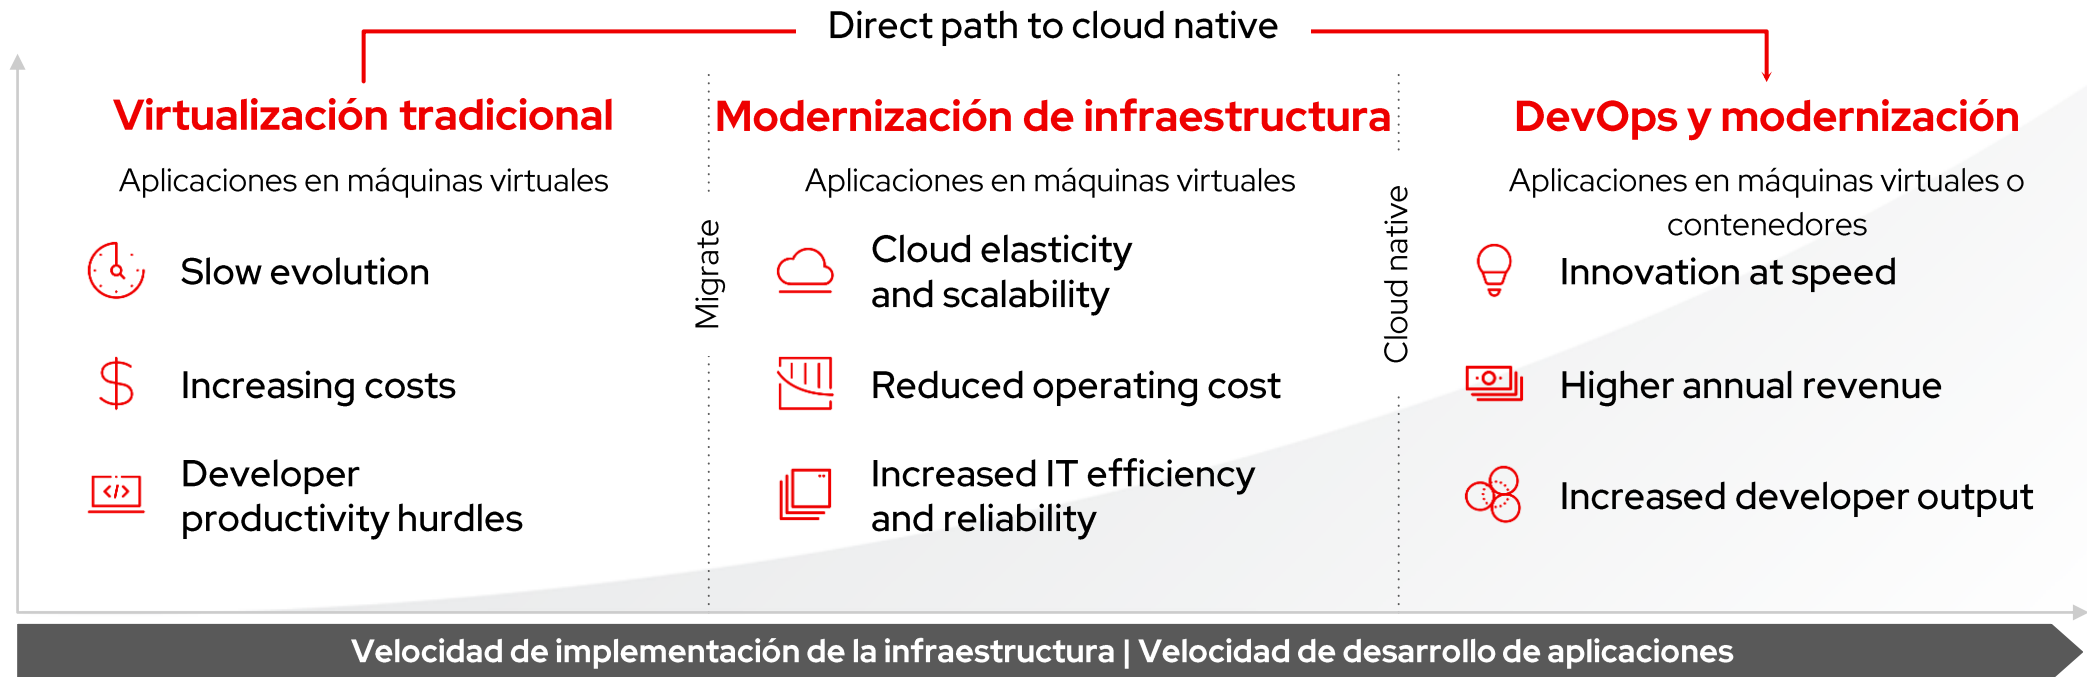 Direct path to cloud native
Virtualización tradicional
Aplicaciones en máquinas virtuales
Slow evolution
Increasing costs
Developer
productivity hurdles
Migrate
Modernización de infraestructura
Aplicaciones en máquinas virtuales
Cloud elasticity
and scalability
Reduced operating cost
Increased IT efficiency
and reliability
Cloud native
DevOps y modernización
Aplicaciones en máquinas virtuales o
contenedores
Innovation at speed
Higher annual revenue
Increased developer output
Velocidad de implementación de la infraestructura | Velocidad de desarrollo de aplicaciones